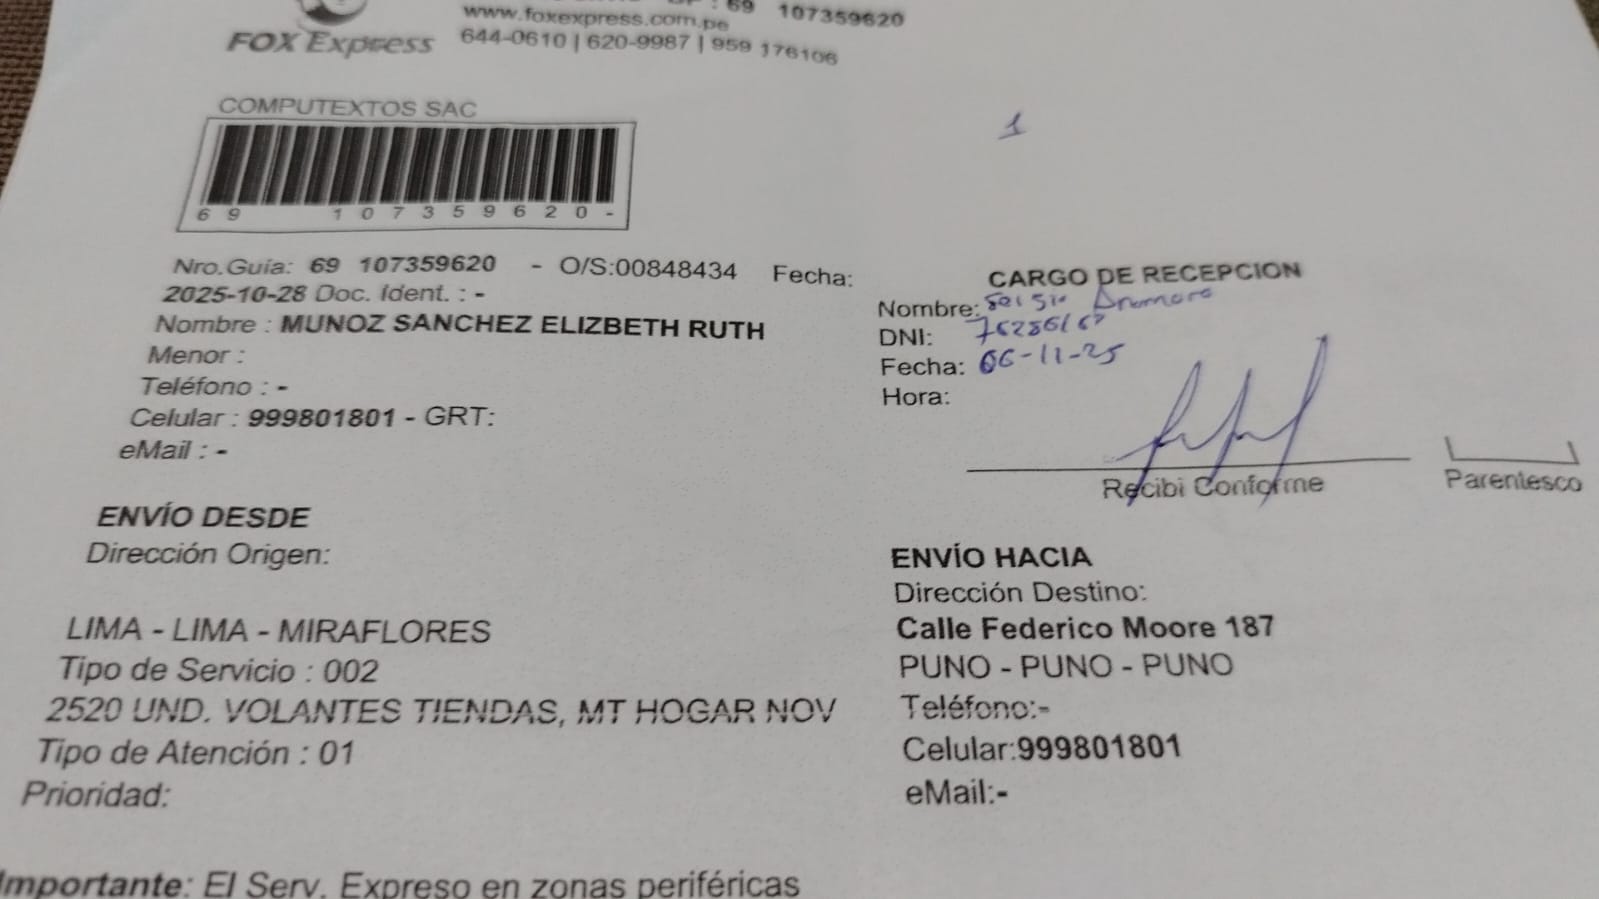 69 107359620
www.foxexpress.com.pe
FOX Express
644-0610 | 620-9987 | 959 176106
COMPUTEXTOS SAC
1
69 107359620-
Nro.Guía: 69 107359620 - O/S:00848434 Fecha:
2025-10-28 Doc. Ident. : -
Nombre : MUNOZ SANCHEZ ELIZBETH RUTH
Menor :
Teléfono : -
Celular : 999801801 - GRT:
eMail : -
CARGO DE RECEPCION
Nombre:
DNI:
Fecha: 06-11-25
Hora:
Recibi Conforme
Parentesco
ENVÍO DESDE
Dirección Origen:
LIMA - LIMA - MIRAFLORES
Tipo de Servicio : 002
2520 UND. VOLANTES TIENDAS, MT HOGAR NOV
Tipo de Atención : 01
Prioridad:
ENVÍO HACIA
Dirección Destino:
Calle Federico Moore 187
PUNO - PUNO - PUNO
Teléfono:-
Celular:999801801
eMail:-
Importante: El Serv. Expreso en zonas periféricas